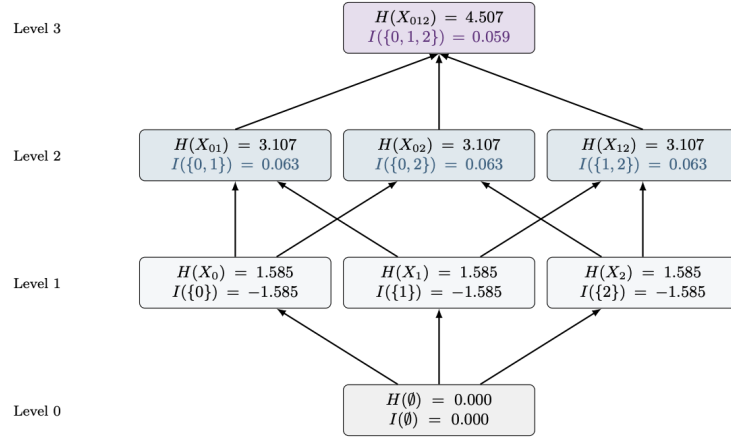 Level 3
H(X₀₁₂) = 4.507
I({0, 1, 2}) = 0.059
Level 2
H(X₀₁) = 3.107
I({0, 1}) = 0.063
H(X₀₂) = 3.107
I({0, 2}) = 0.063
H(X₁₂) = 3.107
I({1, 2}) = 0.063
Level 1
H(X₀) = 1.585
I({0}) = −1.585
H(X₁) = 1.585
I({1}) = −1.585
H(X₂) = 1.585
I({2}) = −1.585
Level 0
H(∅) = 0.000
I(∅) = 0.000